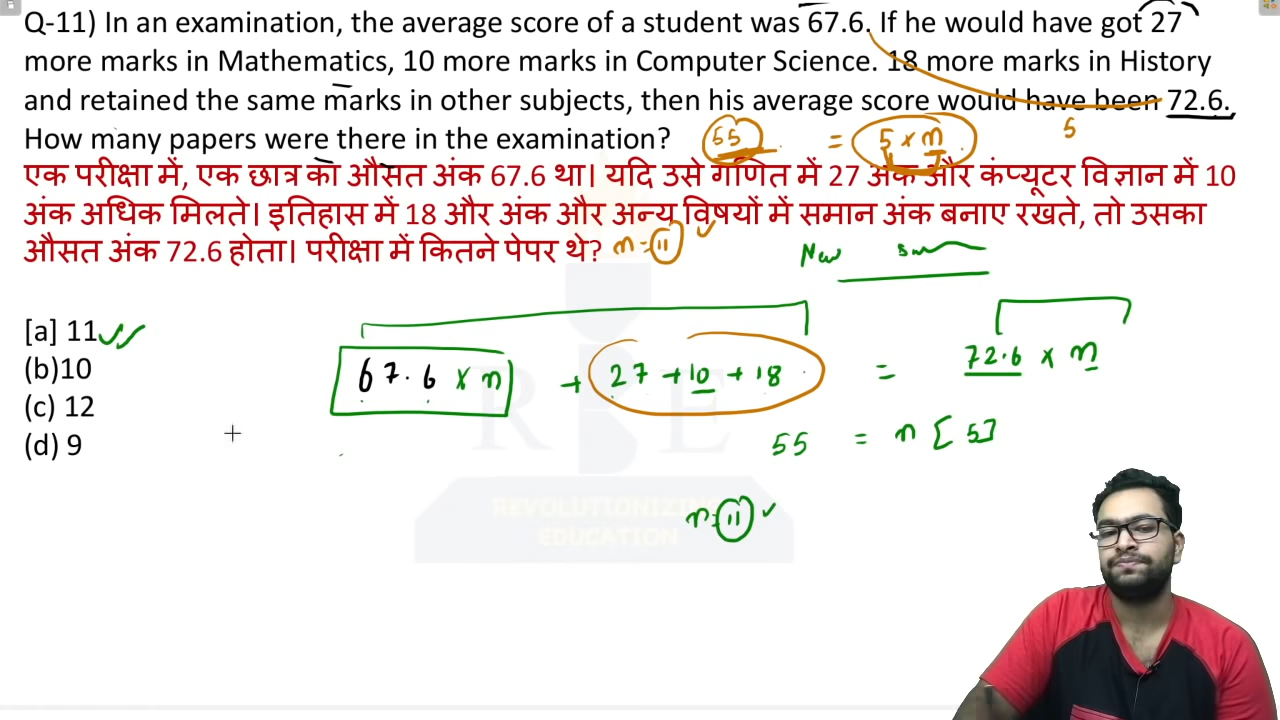 Q-11) In an examination, the average score of a student was 67.6. If he would have got 27
more marks in Mathematics, 10 more marks in Computer Science. 18 more marks in History
and retained the same marks in other subjects, then his average score would have been 72.6.
5
How many papers were there in the examination? 55 = 5 × n
एक परीक्षा में, एक छात्र का औसत अंक 67.6 था। यदि उसे गणित में 27 अंक और कंप्यूटर विज्ञान में 10
अंक अधिक मिलते। इतिहास में 18 और अंक और अन्य विषयों में समान अंक बनाए रखते, तो उसका
औसत अंक 72.6 होता। परीक्षा में कितने पेपर थे? n = 11
New Sum
[a] 11
67.6 × n + 27 + 10 + 18 = 72.6 × n
(b)10
(c) 12
55 = n [5]
(d) 9
n = 11
REVOLUTIONIZING
EDUCATION